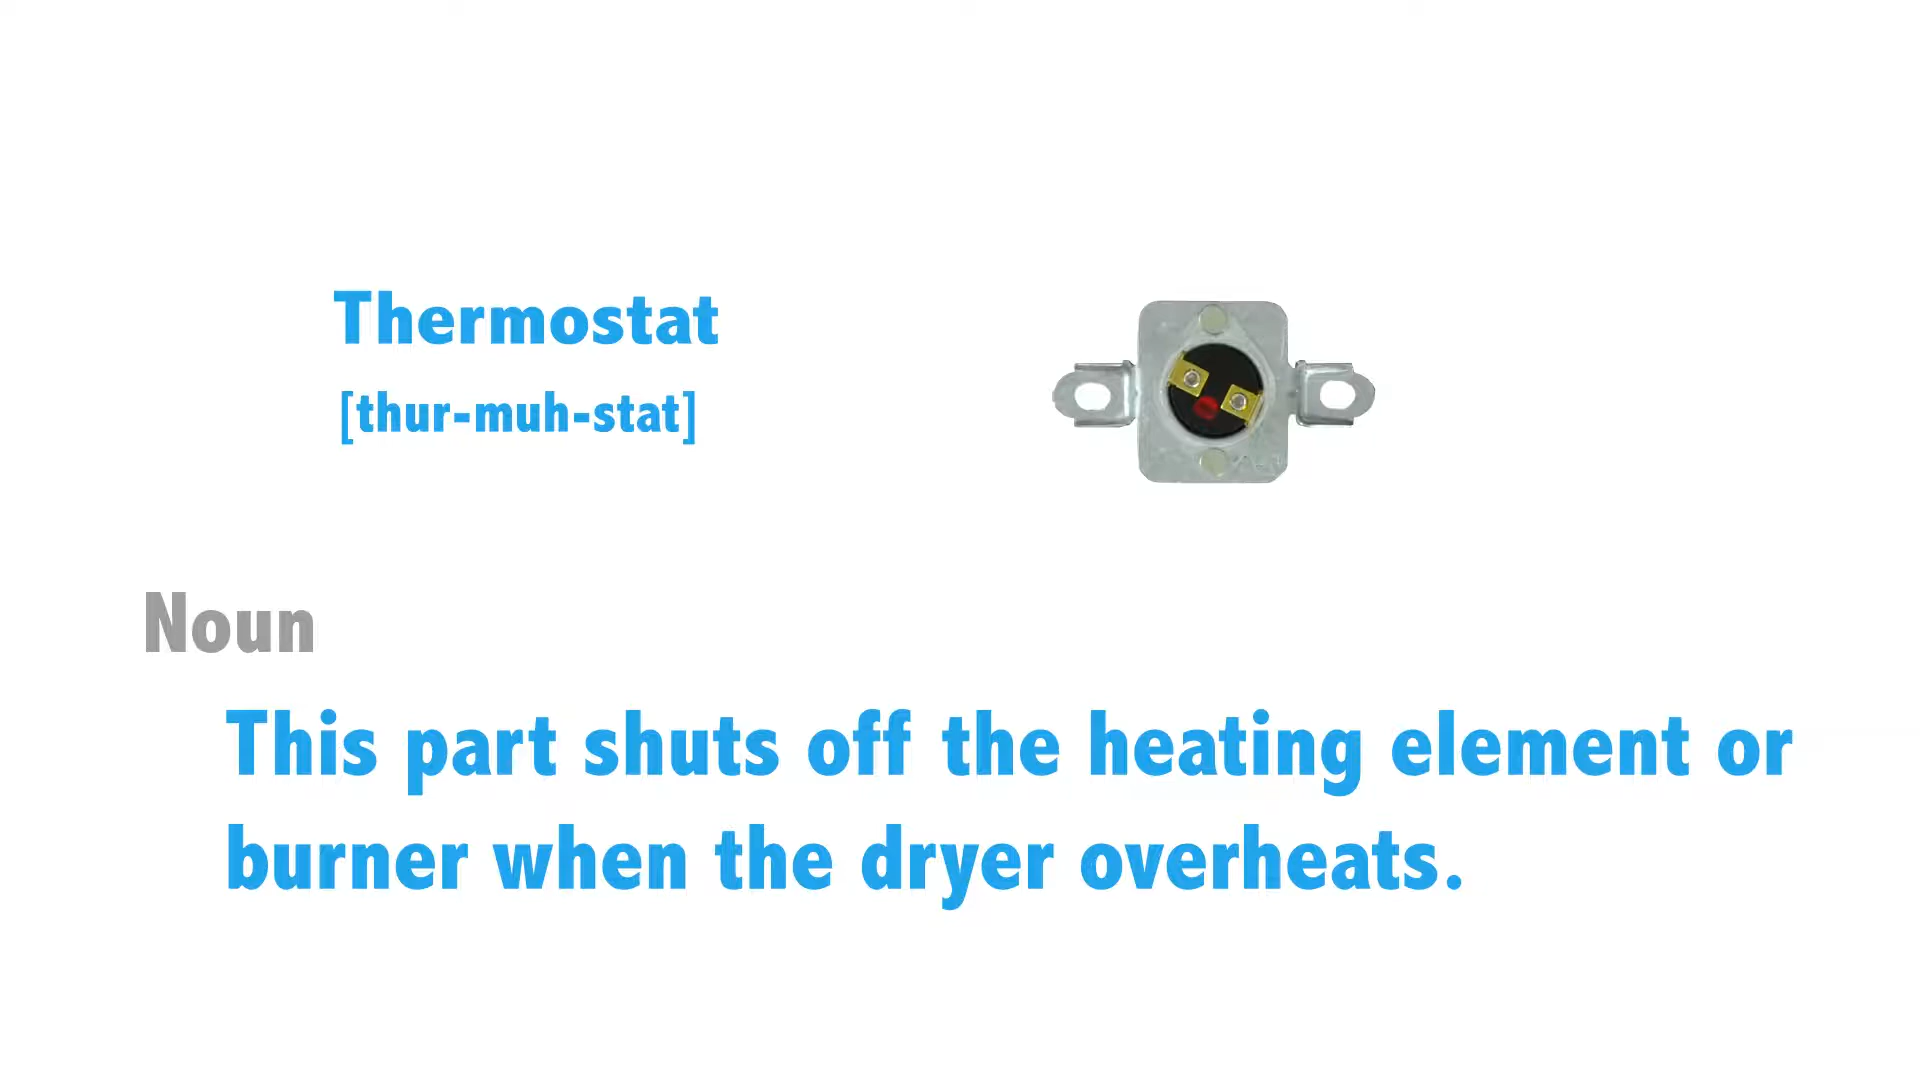 Thermostat
[thur-muh-stat]
Noun
This part shuts off the heating element or
burner when the dryer overheats.